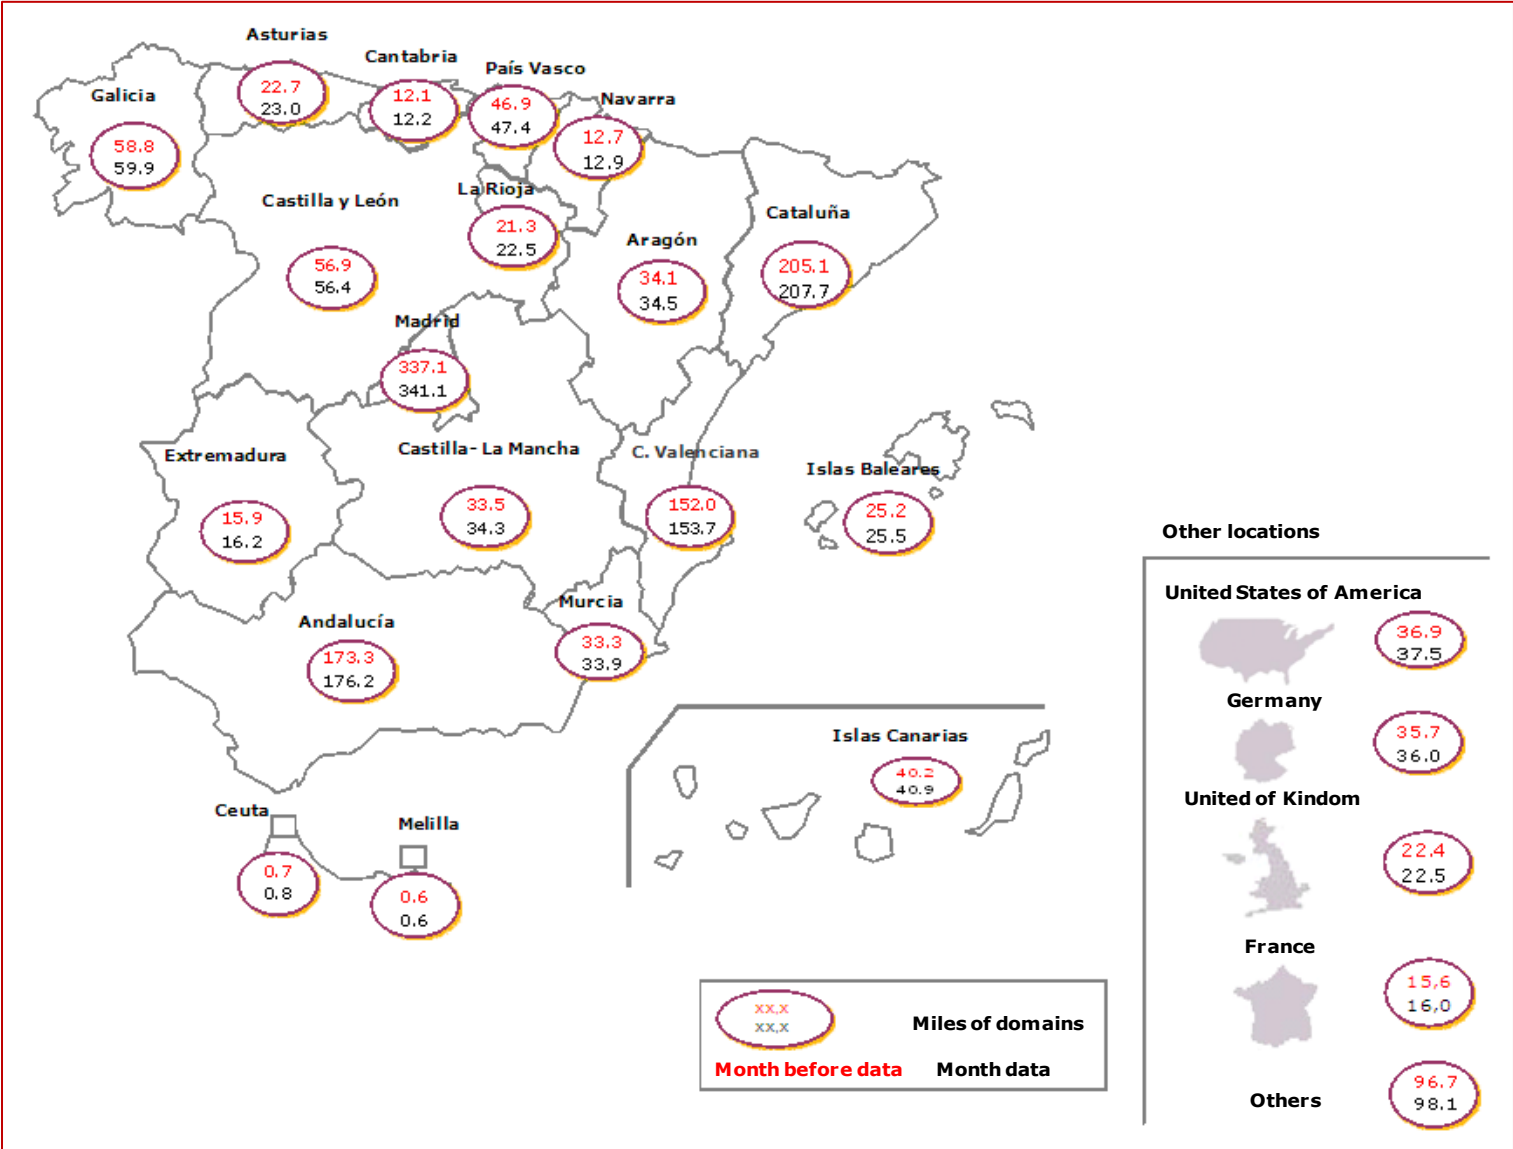 Asturias
22.7
23.0
Cantabria
12.1
12.2
País Vasco
46.9
47.4
Navarra
12.7
12.9
Galicia
58.8
59.9
Castilla y León
56.9
56.4
La Rioja
21.3
22.5
Aragón
34.1
34.5
Cataluña
205.1
207.7
Madrid
337.1
341.1
Extremadura
15.9
16.2
Castilla- La Mancha
33.5
34.3
C. Valenciana
152.0
153.7
Islas Baleares
25.2
25.5
Andalucía
173.3
176.2
Murcia
33.3
33.9
Islas Canarias
40.2
40.9
Ceuta
0.7
0.8
Melilla
0.6
0.6
xx,x
xx,x
Miles of domains
Month before data Month data
Other locations
United States of America
36.9
37.5
Germany
35.7
36.0
United of Kindom
22.4
22.5
France
15,6
16,0
Others
96.7
98.1